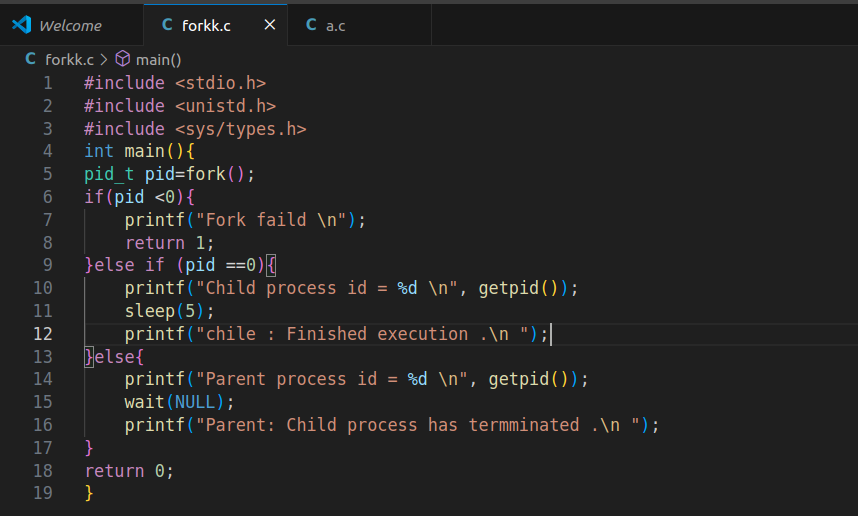 Welcome
C forkk.c ×
C a.c
C forkk.c > main()
1 #include <stdio.h>
2 #include <unistd.h>
3 #include <sys/types.h>
4 int main(){
5 pid_t pid=fork();
6 if(pid <0){
7     printf("Fork faild \n");
8     return 1;
9 }else if (pid ==0){
10     printf("Child process id = %d \n", getpid());
11     sleep(5);
12     printf("chile : Finished execution .\n ");
13 }else{
14     printf("Parent process id = %d \n", getpid());
15     wait(NULL);
16     printf("Parent: Child process has termminated .\n ");
17 }
18 return 0;
19 }